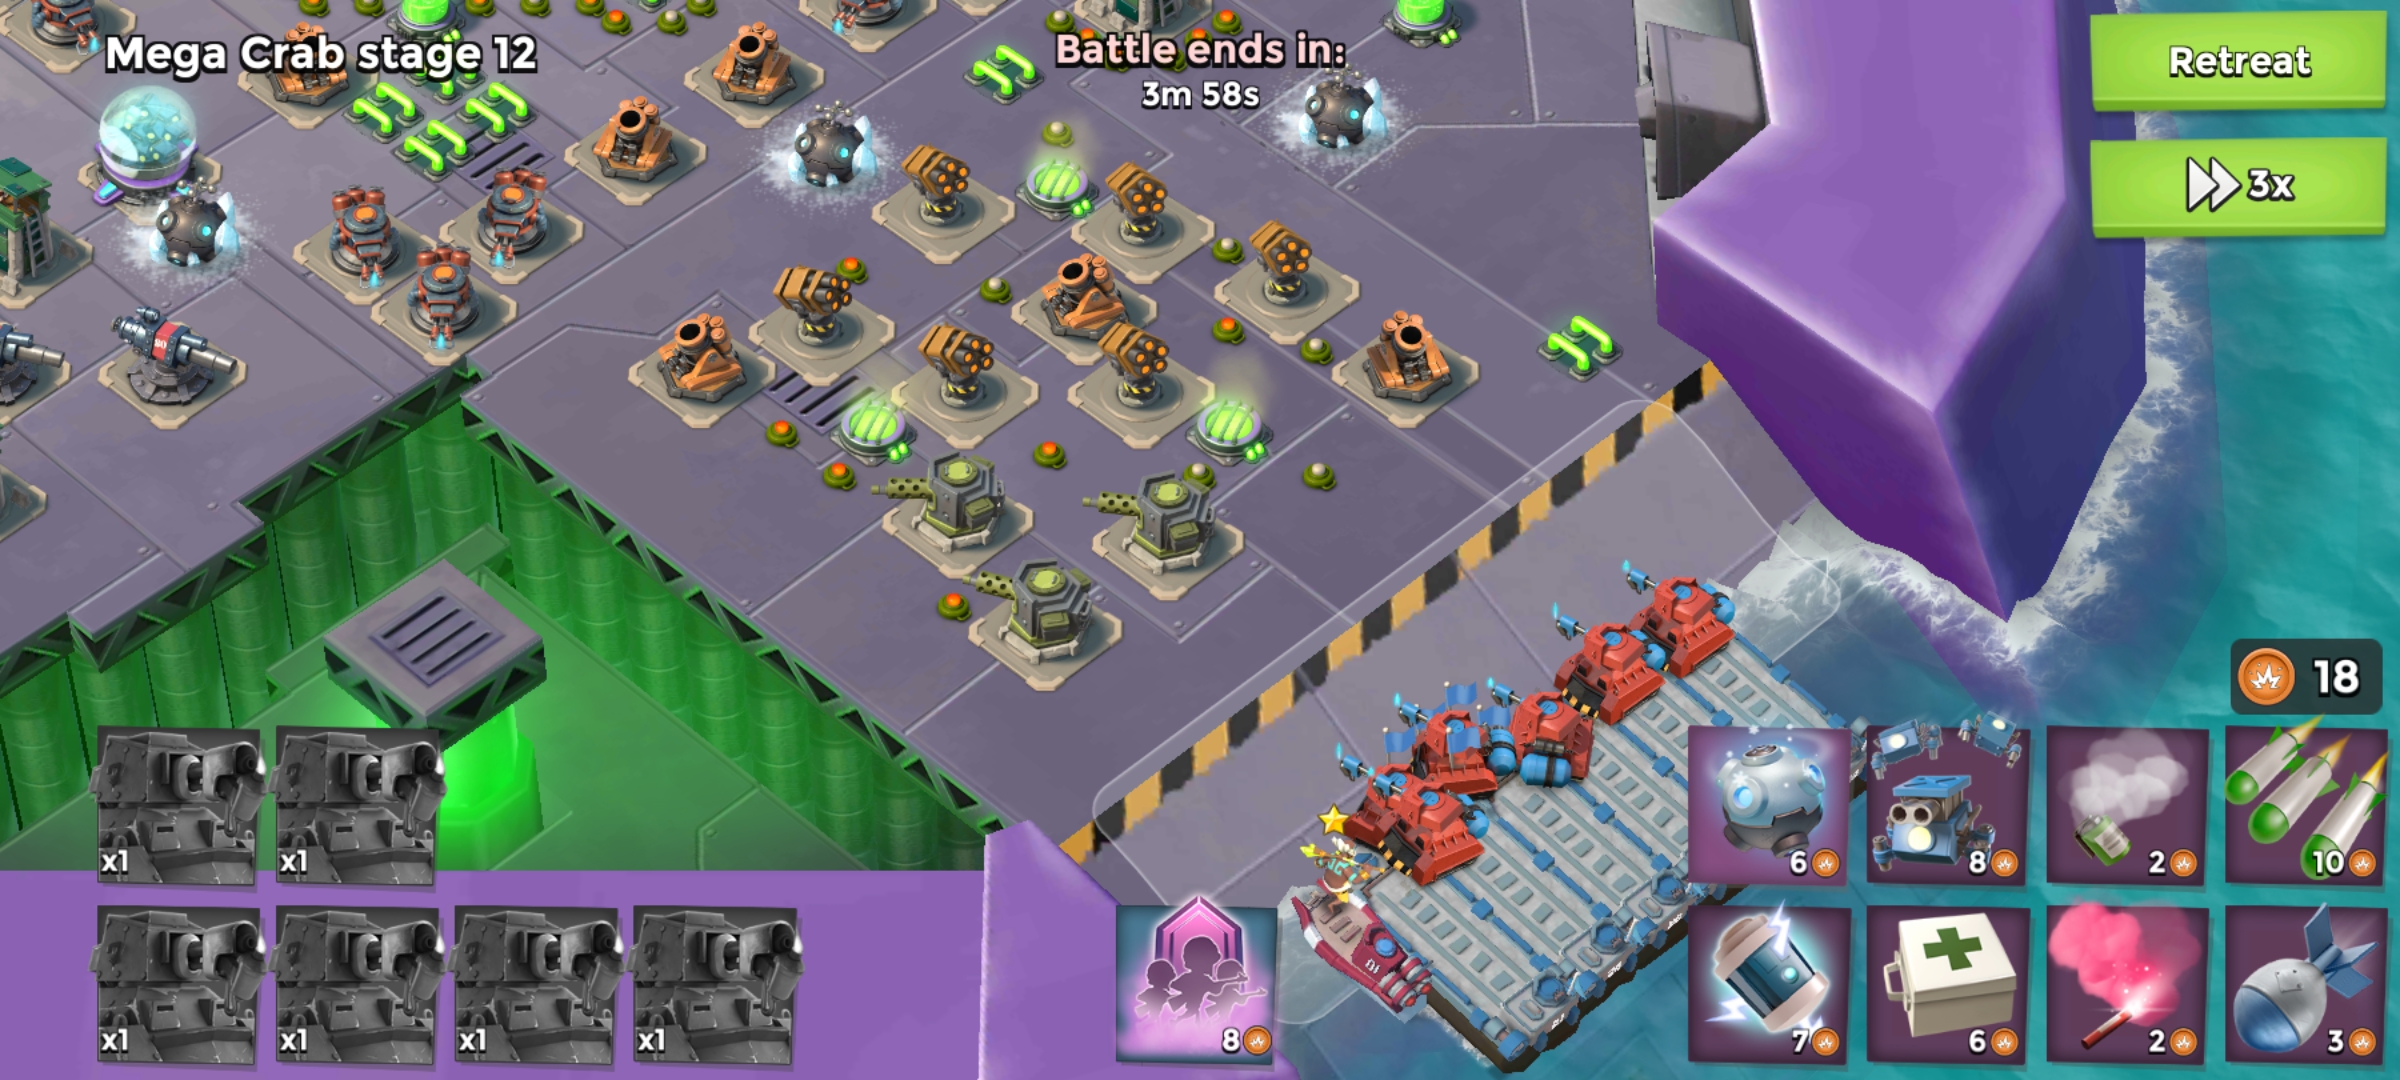 Mega Crab stage 12
Battle ends in:
3m 58s
Retreat
3x
18
x1
x1
6
8
2
10
x1
x1
x1
x1
8
7
6
2
3